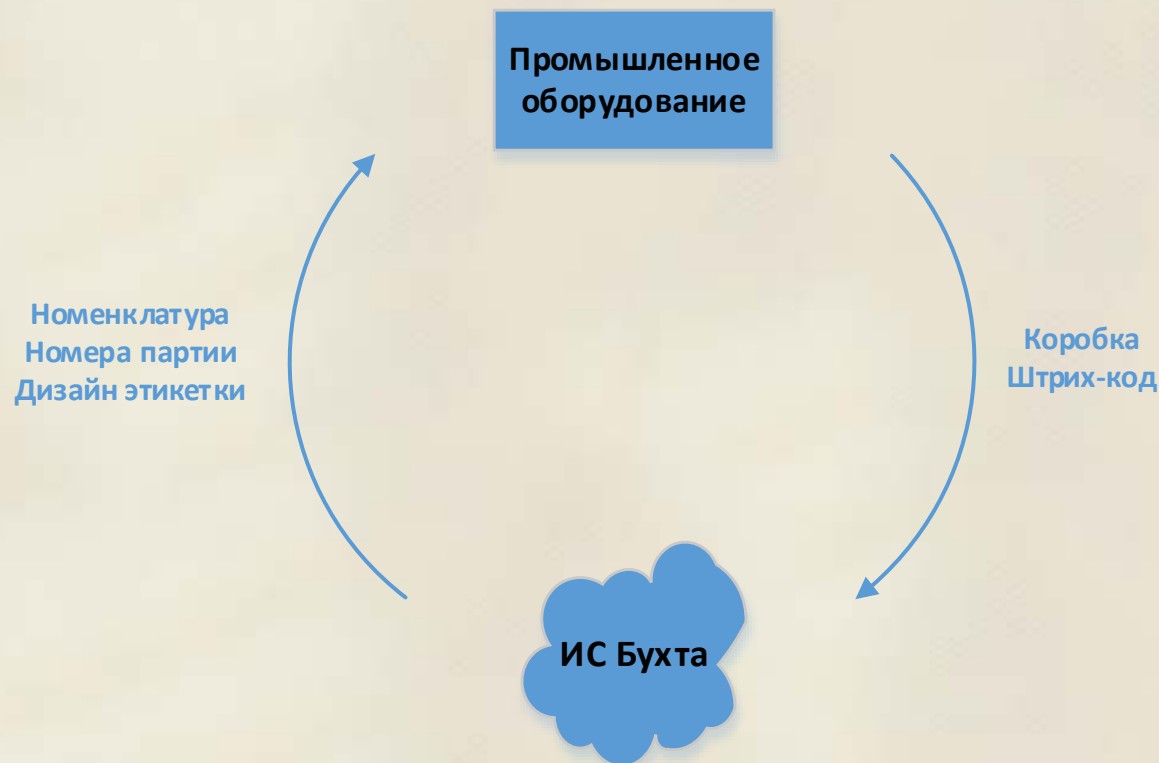 Промышленное
оборудование
Номенклатура
Номера партии
Дизайн этикетки
Коробка
Штрих-код
ИС Бухта